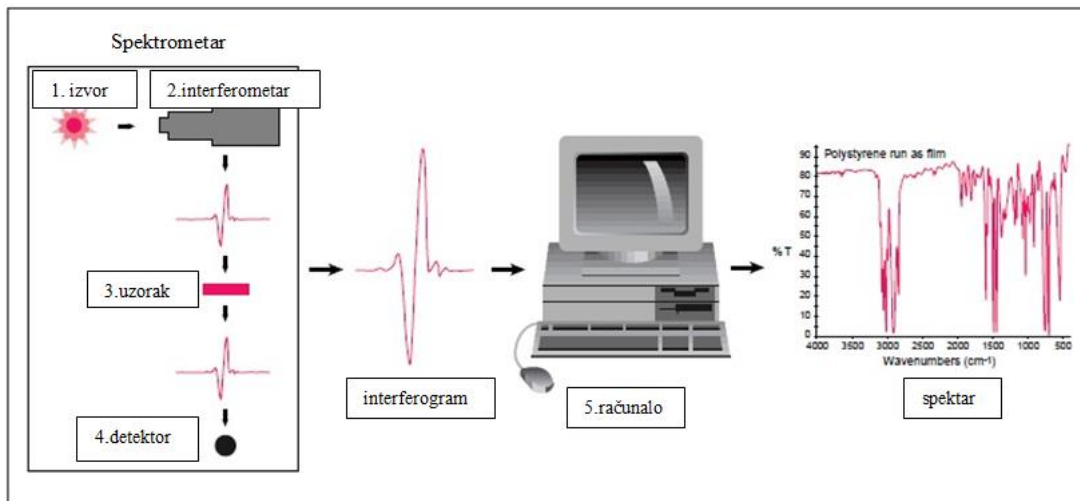 Spektrometar
1. izvor
2.interferometar
3.uzorak
4.detektor
interferogram
5.računalo
Polystyrene run as film
%T
90
80
70
60
50
40
30
20
10
0
4000 3500 3000 2500 2000 1500 1000 500
Wavenumbers (cm-1)
spektar